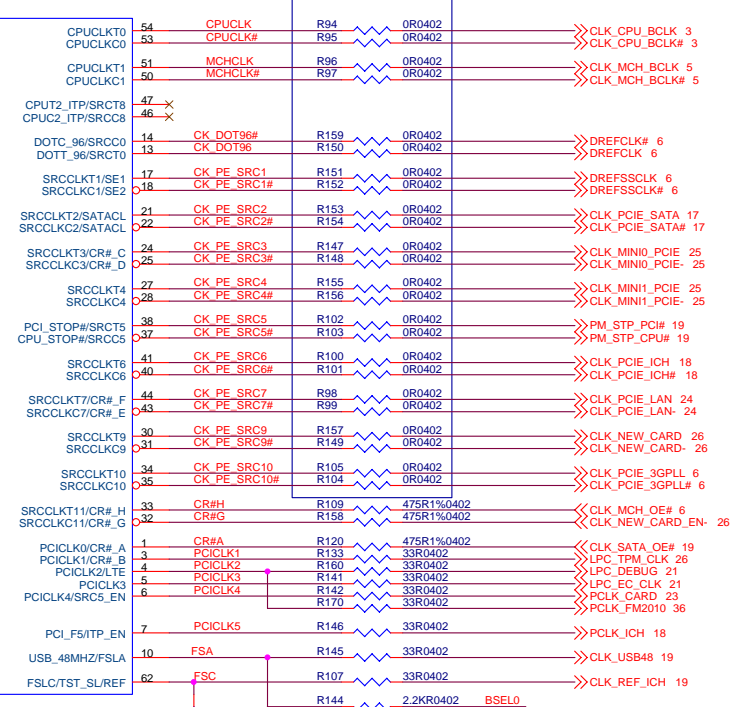 CPUCLKT0 54 CPUCLK R94 0R0402 CLK_CPU_BCLK 3
CPUCLKC0 53 CPUCLK# R95 0R0402 CLK_CPU_BCLK# 3
CPUCLKT1 51 MCHCLK R96 0R0402 CLK_MCH_BCLK 5
CPUCLKC1 50 MCHCLK# R97 0R0402 CLK_MCH_BCLK# 5
CPUT2_ITP/SRCT8 47
CPUC2_ITP/SRCC8 46
DOTC_96/SRCC0 14 CK_DOT96# R159 0R0402 DREFCLK# 6
DOTT_96/SRCT0 13 CK_DOT96 R150 0R0402 DREFCLK 6
SRCCLKT1/SE1 17 CK_PE_SRC1 R151 0R0402 DREFSSCLK 6
SRCCLKC1/SE2 18 CK_PE_SRC1# R152 0R0402 DREFSSCLK# 6
SRCCLKT2/SATACL 21 CK_PE_SRC2 R153 0R0402 CLK_PCIE_SATA 17
SRCCLKC2/SATACL 22 CK_PE_SRC2# R154 0R0402 CLK_PCIE_SATA# 17
SRCCLKT3/CR#_C 24 CK_PE_SRC3 R147 0R0402 CLK_MINI0_PCIE 25
SRCCLKC3/CR#_D 25 CK_PE_SRC3# R148 0R0402 CLK_MINI0_PCIE- 25
SRCCLKT4 27 CK_PE_SRC4 R155 0R0402 CLK_MINI1_PCIE 25
SRCCLKC4 28 CK_PE_SRC4# R156 0R0402 CLK_MINI1_PCIE- 25
PCI_STOP#/SRCT5 38 CK_PE_SRC5 R102 0R0402 PM_STP_PCI# 19
CPU_STOP#/SRCC5 37 CK_PE_SRC5# R103 0R0402 PM_STP_CPU# 19
SRCCLKT6 41 CK_PE_SRC6 R100 0R0402 CLK_PCIE_ICH 18
SRCCLKC6 40 CK_PE_SRC6# R101 0R0402 CLK_PCIE_ICH# 18
SRCCLKT7/CR#_F 44 CK_PE_SRC7 R98 0R0402 CLK_PCIE_LAN 24
SRCCLKC7/CR#_E 43 CK_PE_SRC7# R99 0R0402 CLK_PCIE_LAN- 24
SRCCLKT9 30 CK_PE_SRC9 R157 0R0402 CLK_NEW_CARD 26
SRCCLKC9 31 CK_PE_SRC9# R149 0R0402 CLK_NEW_CARD- 26
SRCCLKT10 34 CK_PE_SRC10 R105 0R0402 CLK_PCIE_3GPLL 6
SRCCLKC10 35 CK_PE_SRC10# R104 0R0402 CLK_PCIE_3GPLL# 6
SRCCLKT11/CR#_H 33 CR#H R109 475R1%0402 CLK_MCH_OE# 6
SRCCLKC11/CR#_G 32 CR#G R158 475R1%0402 CLK_NEW_CARD_EN- 26
PCICLK0/CR#_A 1 CR#A R120 475R1%0402 CLK_SATA_OE# 19
PCICLK1/CR#_B 3 PCICLK1 R133 33R0402 LPC_TPM_CLK 26
PCICLK2/LTE 4 PCICLK2 R160 33R0402 LPC_DEBUG 21
PCICLK3 5 PCICLK3 R141 33R0402 LPC_EC_CLK 21
PCICLK4/SRC5_EN 6 PCICLK4 R142 33R0402 PCLK_CARD 23
R170 33R0402 PCLK_FM2010 36
PCI_F5/ITP_EN 7 PCICLK5 R146 33R0402 PCLK_ICH 18
USB_48MHZ/FSLA 10 FSA R145 33R0402 CLK_USB48 19
FSLC/TST_SL/REF 62 FSC R107 33R0402 CLK_REF_ICH 19
R144 2.2KR0402 BSEL0